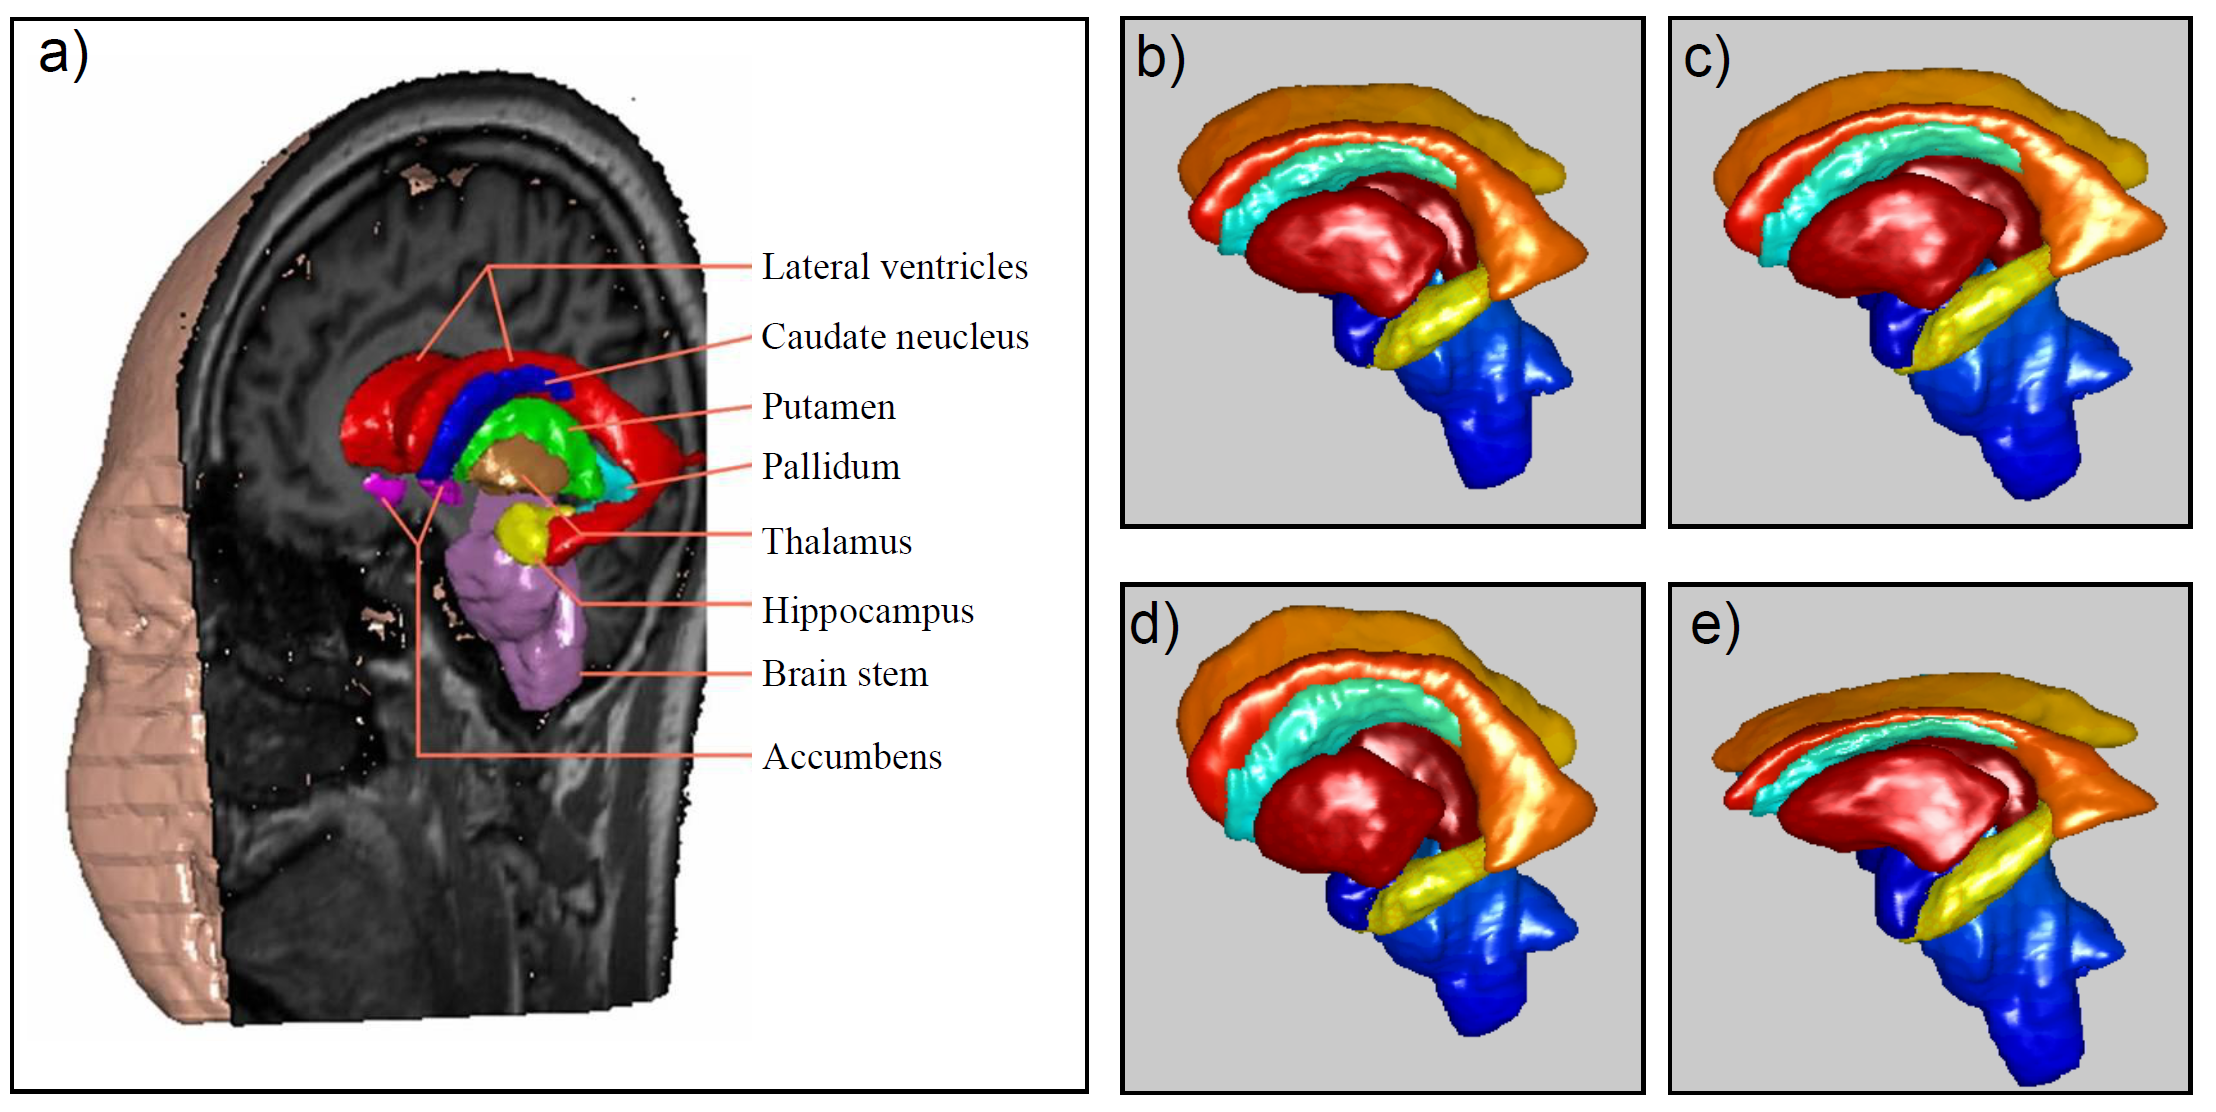 a)
Lateral ventricles
Caudate neucleus
Putamen
Pallidum
Thalamus
Hippocampus
Brain stem
Accumbens
b)
c)
d)
e)